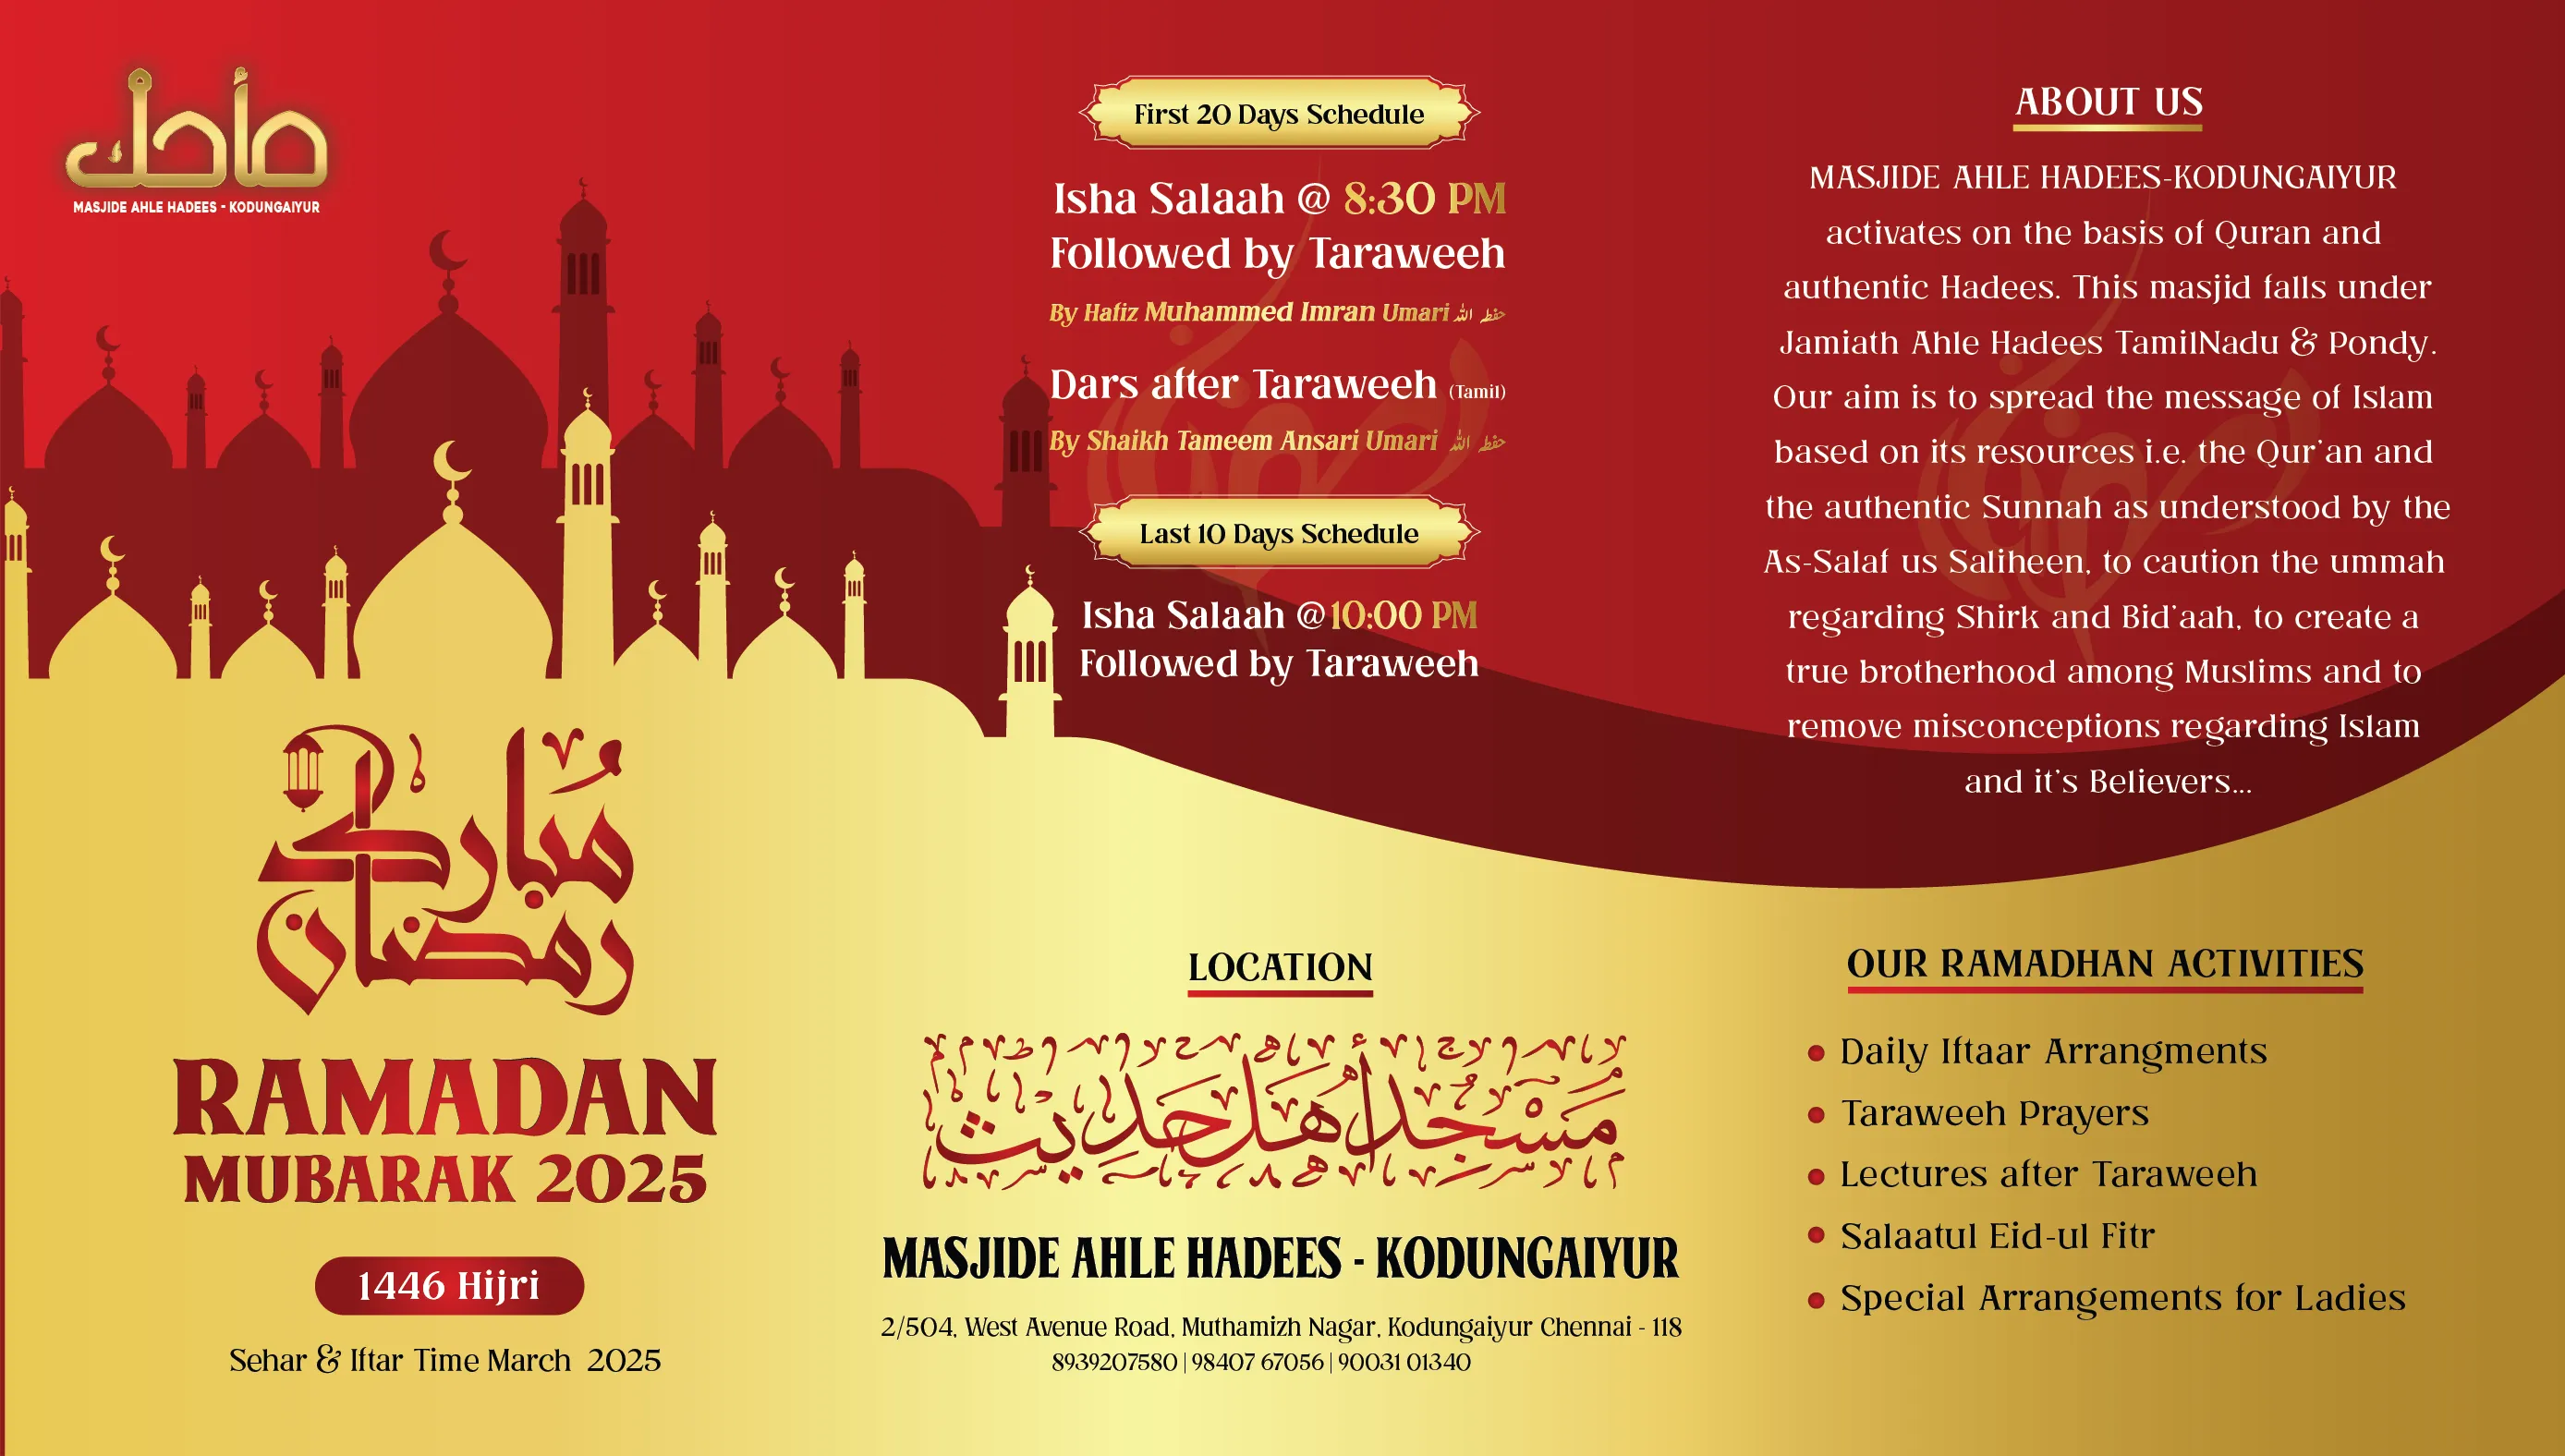 MASJIDE AHLE HADEES - KODUNGAIYUR
مُبارك
رمضان
RAMADAN
MUBARAK 2025
1446 Hijri
Sehar & Iftar Time March 2025
First 20 Days Schedule
Isha Salaah @ 8:30 PM
Followed by Taraweeh
By Hafiz Muhammed Imran Umari حفظہ اللہ
Dars after Taraweeh (Tamil)
By Shaikh Tameem Ansari Umari حفظہ اللہ
Last 10 Days Schedule
Isha Salaah @10:00 PM
Followed by Taraweeh
LOCATION
مَسْجِد أهل حَدِيث
MASJIDE AHLE HADEES - KODUNGAIYUR
2/504, West Avenue Road, Muthamizh Nagar, Kodungaiyur Chennai - 118
8939207580 | 98407 67056 | 90031 01340
ABOUT US
MASJIDE AHLE HADEES-KODUNGAIYUR
activates on the basis of Quran and
authentic Hadees. This masjid falls under
Jamiath Ahle Hadees TamilNadu & Pondy.
Our aim is to spread the message of Islam
based on its resources i.e. the Qur'an and
the authentic Sunnah as understood by the
As-Salaf us Saliheen, to caution the ummah
regarding Shirk and Bid'aah, to create a
true brotherhood among Muslims and to
remove misconceptions regarding Islam
and it's Believers...
OUR RAMADHAN ACTIVITIES
Daily Iftaar Arrangments
Taraweeh Prayers
Lectures after Taraweeh
Salaatul Eid-ul Fitr
Special Arrangements for Ladies